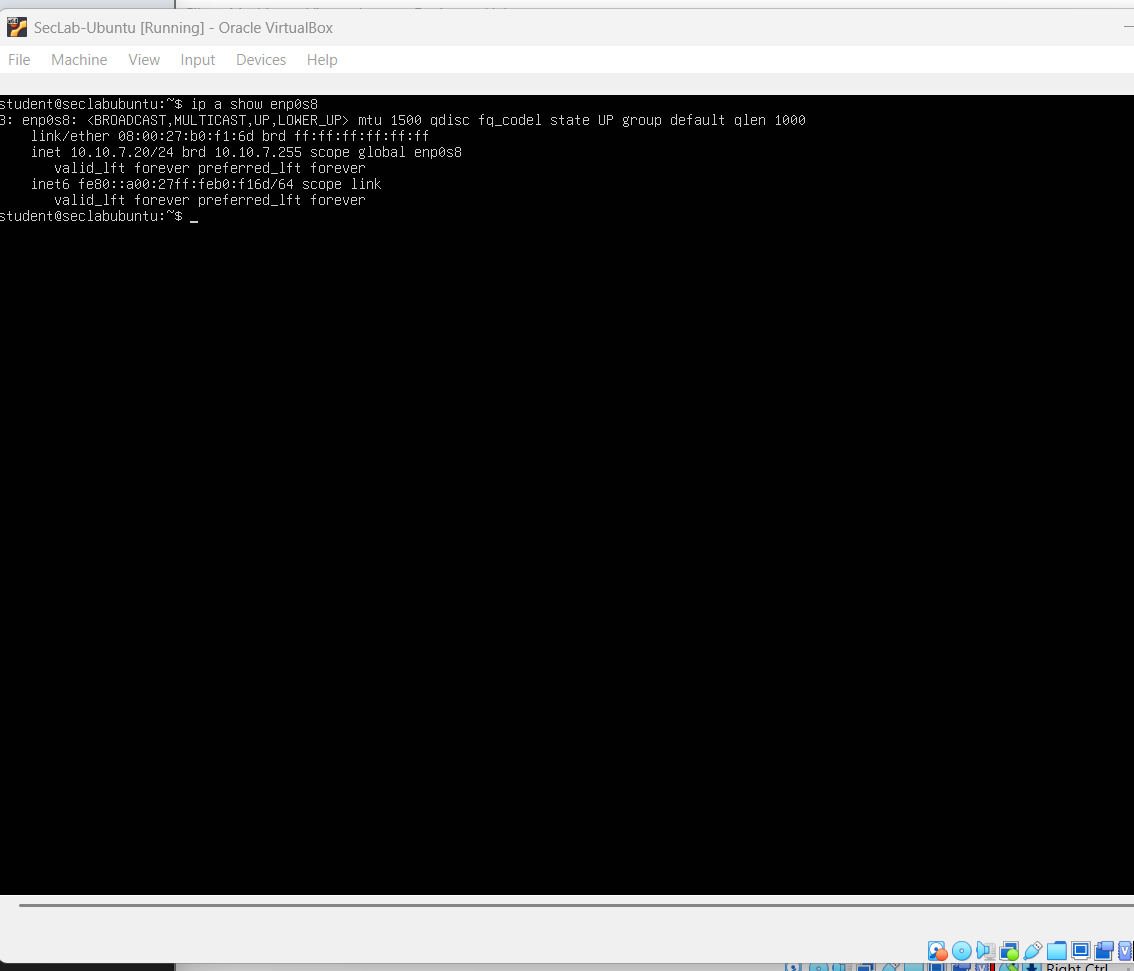 SecLab-Ubuntu [Running] - Oracle VirtualBox
File Machine View Input Devices Help
student@seclabubuntu:~$ ip a show enp0s8
3: enp0s8: <BROADCAST,MULTICAST,UP,LOWER_UP> mtu 1500 qdisc fq_codel state UP group default qlen 1000
link/ether 08:00:27:b0:f1:6d brd ff:ff:ff:ff:ff:ff
inet 10.10.7.20/24 brd 10.10.7.255 scope global enp0s8
valid_lft forever preferred_lft forever
inet6 fe80::a00:27ff:feb0:f16d/64 scope link
valid_lft forever preferred_lft forever
student@seclabubuntu:~$ _
Right Ctrl